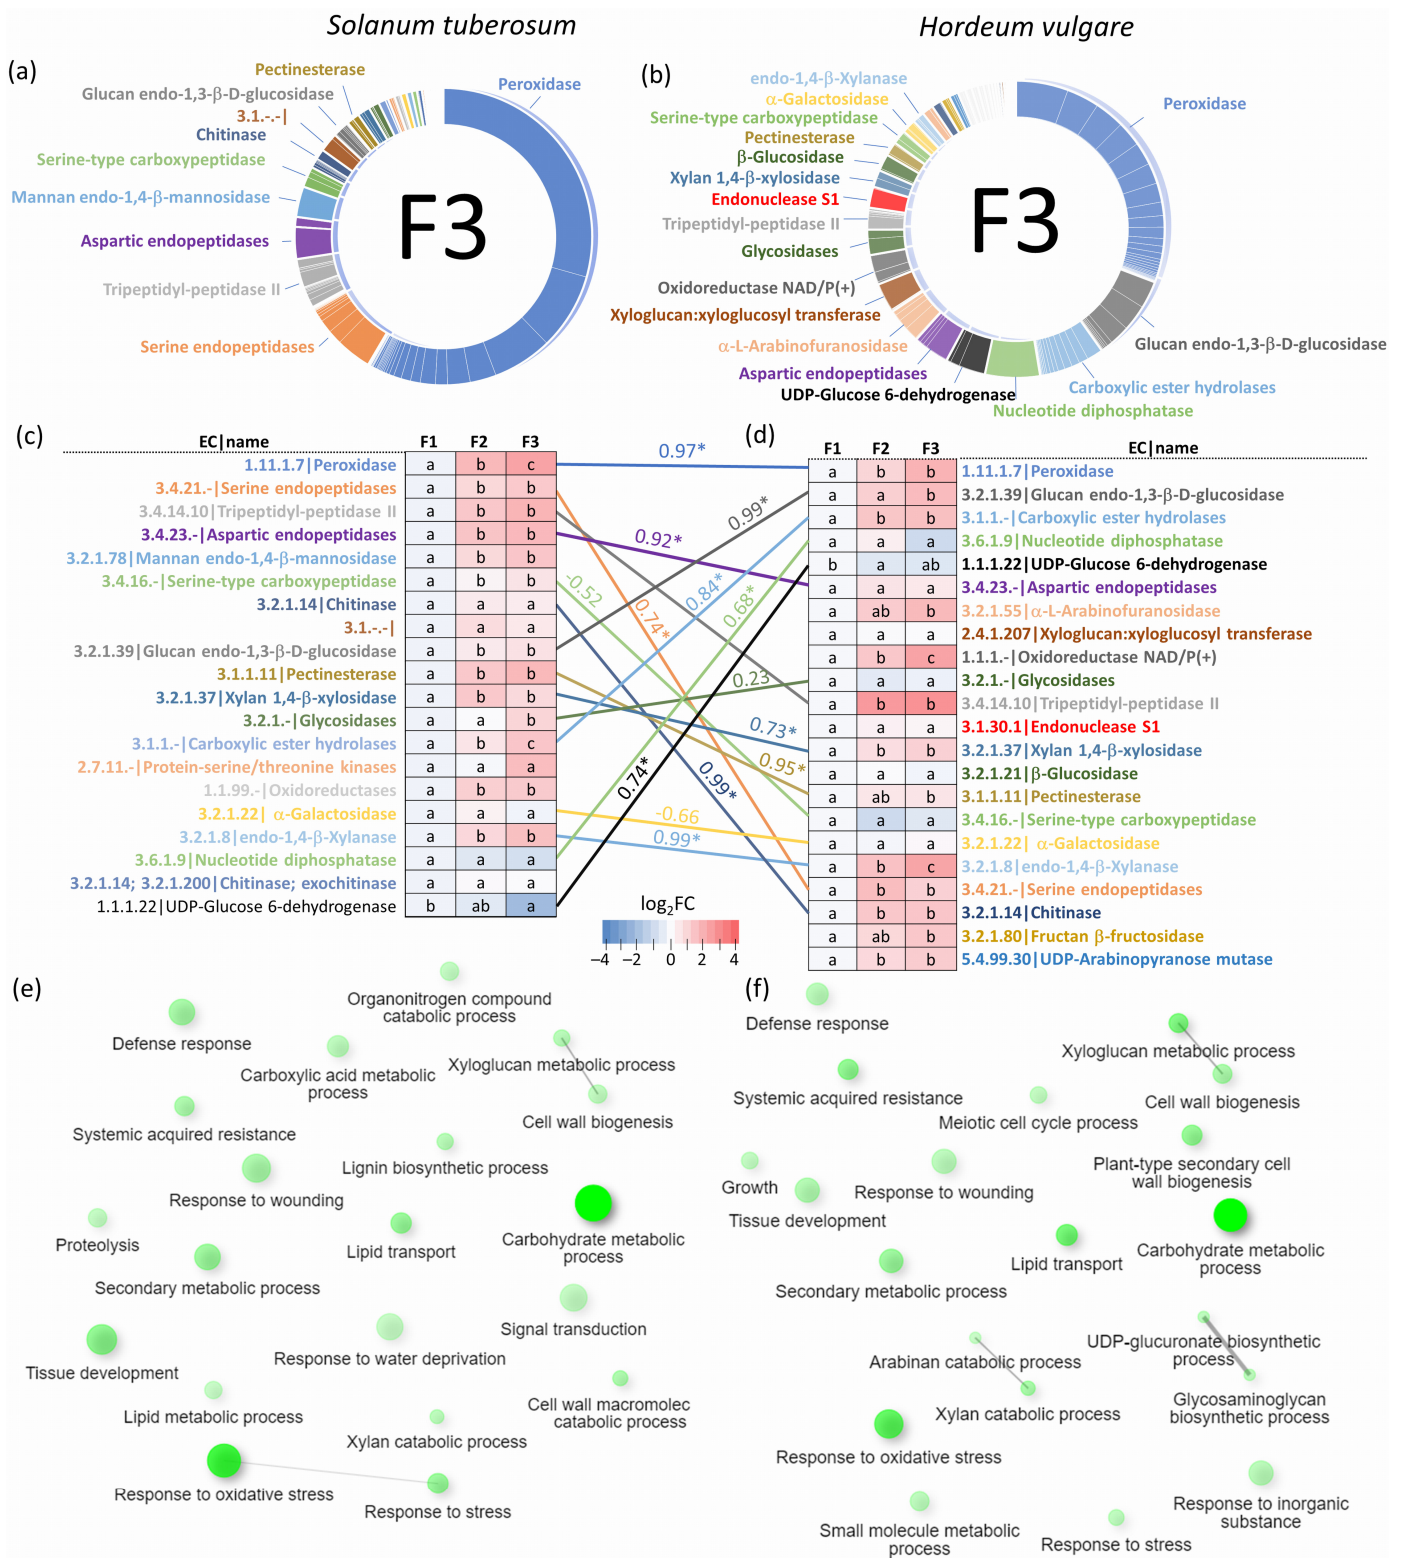 Solanum tuberosum
Hordeum vulgare
(a)
Pectinesterase
Glucan endo-1,3-β-D-glucosidase
3.1.-.-|
Chitinase
Serine-type carboxypeptidase
Mannan endo-1,4-β-mannosidase
Aspartic endopeptidases
Tripeptidyl-peptidase II
Serine endopeptidases
Peroxidase
F3
(b)
endo-1,4-β-Xylanase
α-Galactosidase
Serine-type carboxypeptidase
Pectinesterase
β-Glucosidase
Xylan 1,4-β-xylosidase
Endonuclease S1
Tripeptidyl-peptidase II
Glycosidases
Oxidoreductase NAD/P(+)
Xyloglucan:xyloglucosyl transferase
α-L-Arabinofuranosidase
Aspartic endopeptidases
UDP-Glucose 6-dehydrogenase
Nucleotide diphosphatase
Carboxylic ester hydrolases
Glucan endo-1,3-β-D-glucosidase
Peroxidase
F3
(c)
EC|name F1 F2 F3
1.11.1.7|Peroxidase a b c
3.4.21.-|Serine endopeptidases a b b
3.4.14.10|Tripeptidyl-peptidase II a b b
3.4.23.-|Aspartic endopeptidases a b b
3.2.1.78|Mannan endo-1,4-β-mannosidase a b b
3.4.16.-|Serine-type carboxypeptidase a b b
3.2.1.14|Chitinase a a a
3.1.-.-| a a a
3.2.1.39|Glucan endo-1,3-β-D-glucosidase a b b
3.1.1.11|Pectinesterase a b b
3.2.1.37|Xylan 1,4-β-xylosidase a b b
3.2.1.-|Glycosidases a a b
3.1.1.-|Carboxylic ester hydrolases a b c
2.7.11.-|Protein-serine/threonine kinases a a a
1.1.99.-|Oxidoreductases a b b
3.2.1.22| α-Galactosidase a a a
3.2.1.8|endo-1,4-β-Xylanase a b b
3.6.1.9|Nucleotide diphosphatase a a a
3.2.1.14; 3.2.1.200|Chitinase; exochitinase a a a
1.1.1.22|UDP-Glucose 6-dehydrogenase b ab a
0.97*
0.99*
0.92*
-0.52
0.74*
0.84*
0.68*
0.23
0.73*
0.95*
0.74*
0.99*
-0.66
0.99*
log2FC
−4 −2 0 2 4
(d)
F1 F2 F3 EC|name
a b b 1.11.1.7|Peroxidase
a a b 3.2.1.39|Glucan endo-1,3-β-D-glucosidase
a b b 3.1.1.-|Carboxylic ester hydrolases
a a a 3.6.1.9|Nucleotide diphosphatase
b a ab 1.1.1.22|UDP-Glucose 6-dehydrogenase
a a a 3.4.23.-|Aspartic endopeptidases
a ab b 3.2.1.55|α-L-Arabinofuranosidase
a a a 2.4.1.207|Xyloglucan:xyloglucosyl transferase
a b c 1.1.1.-|Oxidoreductase NAD/P(+)
a a a 3.2.1.-|Glycosidases
a b b 3.4.14.10|Tripeptidyl-peptidase II
a a a 3.1.30.1|Endonuclease S1
a b b 3.2.1.37|Xylan 1,4-β-xylosidase
a a a 3.2.1.21|β-Glucosidase
a ab b 3.1.1.11|Pectinesterase
a a a 3.4.16.-|Serine-type carboxypeptidase
a a a 3.2.1.22| α-Galactosidase
a b c 3.2.1.8|endo-1,4-β-Xylanase
a b b 3.4.21.-|Serine endopeptidases
a b b 3.2.1.14|Chitinase
a ab b 3.2.1.80|Fructan β-fructosidase
a b b 5.4.99.30|UDP-Arabinopyranose mutase
(e)
Organonitrogen compound
catabolic process
Defense response
Carboxylic acid metabolic
process
Xyloglucan metabolic process
Cell wall biogenesis
Systemic acquired resistance
Lignin biosynthetic process
Response to wounding
Proteolysis
Lipid transport
Carbohydrate metabolic
process
Secondary metabolic process
Signal transduction
Response to water deprivation
Tissue development
Lipid metabolic process
Cell wall macromolec
catabolic process
Xylan catabolic process
Response to oxidative stress
Response to stress
(f)
Defense response
Xyloglucan metabolic process
Systemic acquired resistance
Cell wall biogenesis
Meiotic cell cycle process
Plant-type secondary cell
wall biogenesis
Growth
Response to wounding
Tissue development
Lipid transport
Carbohydrate metabolic
process
Secondary metabolic process
UDP-glucuronate biosynthetic
process
Arabinan catabolic process
Xylan catabolic process
Glycosaminoglycan
biosynthetic process
Response to oxidative stress
Response to inorganic
substance
Small molecule metabolic
process
Response to stress